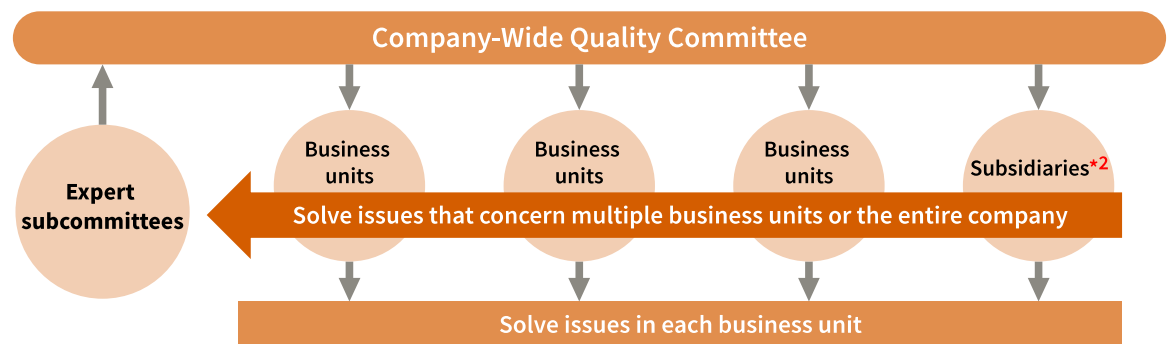 Company-Wide Quality Committee
Expert
subcommittees
Business
units
Business
units
Business
units
Subsidiaries*2
Solve issues that concern multiple business units or the entire company
Solve issues in each business unit